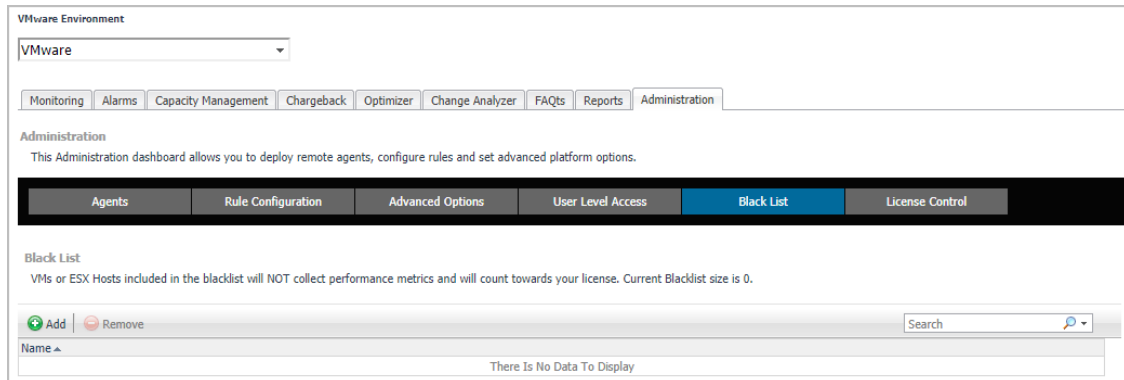 VMware Environment
VMware
Monitoring Alarms Capacity Management Chargeback Optimizer Change Analyzer FAQts Reports Administration
Administration
This Administration dashboard allows you to deploy remote agents, configure rules and set advanced platform options.
Agents Rule Configuration Advanced Options User Level Access Black List License Control
Black List
VMs or ESX Hosts included in the blacklist will NOT collect performance metrics and will count towards your license. Current Blacklist size is 0.
Add Remove Search
Name
There Is No Data To Display